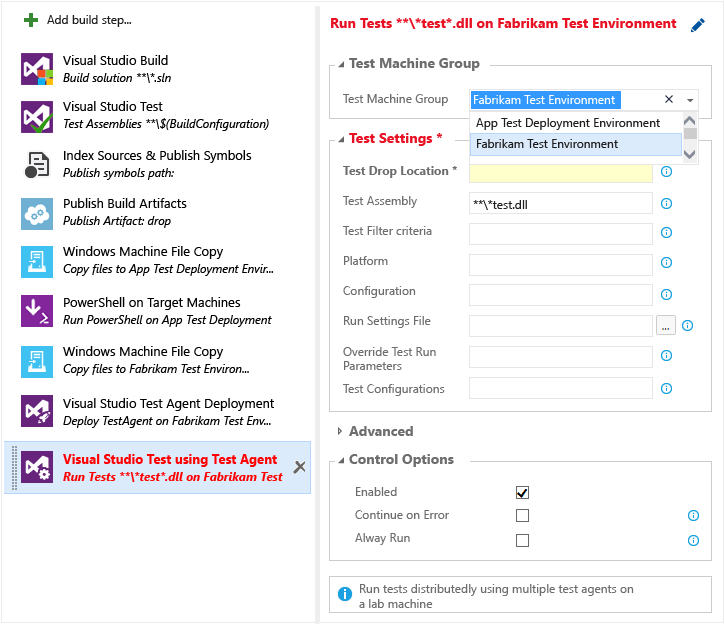 Add build step...
Visual Studio Build
Build solution **\*.sln
Visual Studio Test
Test Assemblies **\$(BuildConfiguration)
Index Sources & Publish Symbols
Publish symbols path:
Publish Build Artifacts
Publish Artifact: drop
Windows Machine File Copy
Copy files to App Test Deployment Envir...
PowerShell on Target Machines
Run PowerShell on App Test Deployment
Windows Machine File Copy
Copy files to Fabrikam Test Environ...
Visual Studio Test Agent Deployment
Deploy TestAgent on Fabrikam Test Env...
Visual Studio Test using Test Agent
Run Tests **\*test*.dll on Fabrikam Test
Run Tests **\*test*.dll on Fabrikam Test Environment
Test Machine Group
Test Machine Group
Fabrikam Test Environment
App Test Deployment Environment
Fabrikam Test Environment
Test Settings *
Test Drop Location *
Test Assembly
**\*test.dll
Test Filter criteria
Platform
Configuration
Run Settings File
...
Override Test Run
Parameters
Test Configurations
Advanced
Control Options
Enabled
Continue on Error
Alway Run
Run tests distributedly using multiple test agents on
a lab machine